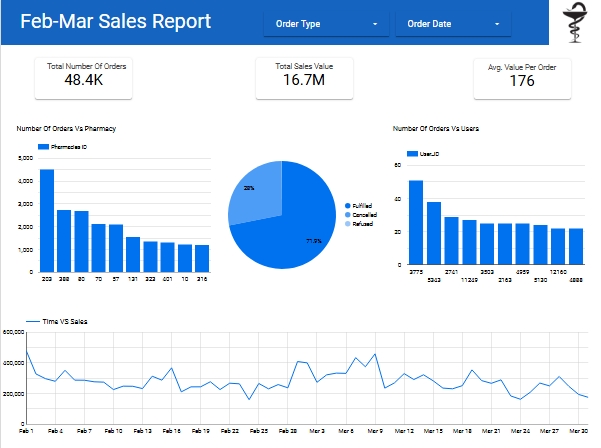 Feb-Mar Sales Report
Order Type
Order Date
Total Number Of Orders
48.4K
Total Sales Value
16.7M
Avg. Value Per Order
176
Number Of Orders Vs Pharmacy
Pharmacies ID
5,000
4,000
3,000
2,000
1,000
0
203 388 80 70 57 131 323 401 10 316
28%
71.9%
Fulfilled
Cancelled
Refused
Number Of Orders Vs Users
User_ID
60
40
20
0
3775 2741 3503 4959 12160
5343 11249 2163 5130 4888
Time VS Sales
600,000
400,000
200,000
0
Feb 1 Feb 4 Feb 7 Feb 10 Feb 13 Feb 16 Feb 19 Feb 22 Feb 25 Feb 28 Mar 3 Mar 6 Mar 9 Mar 12 Mar 15 Mar 18 Mar 21 Mar 24 Mar 27 Mar 30